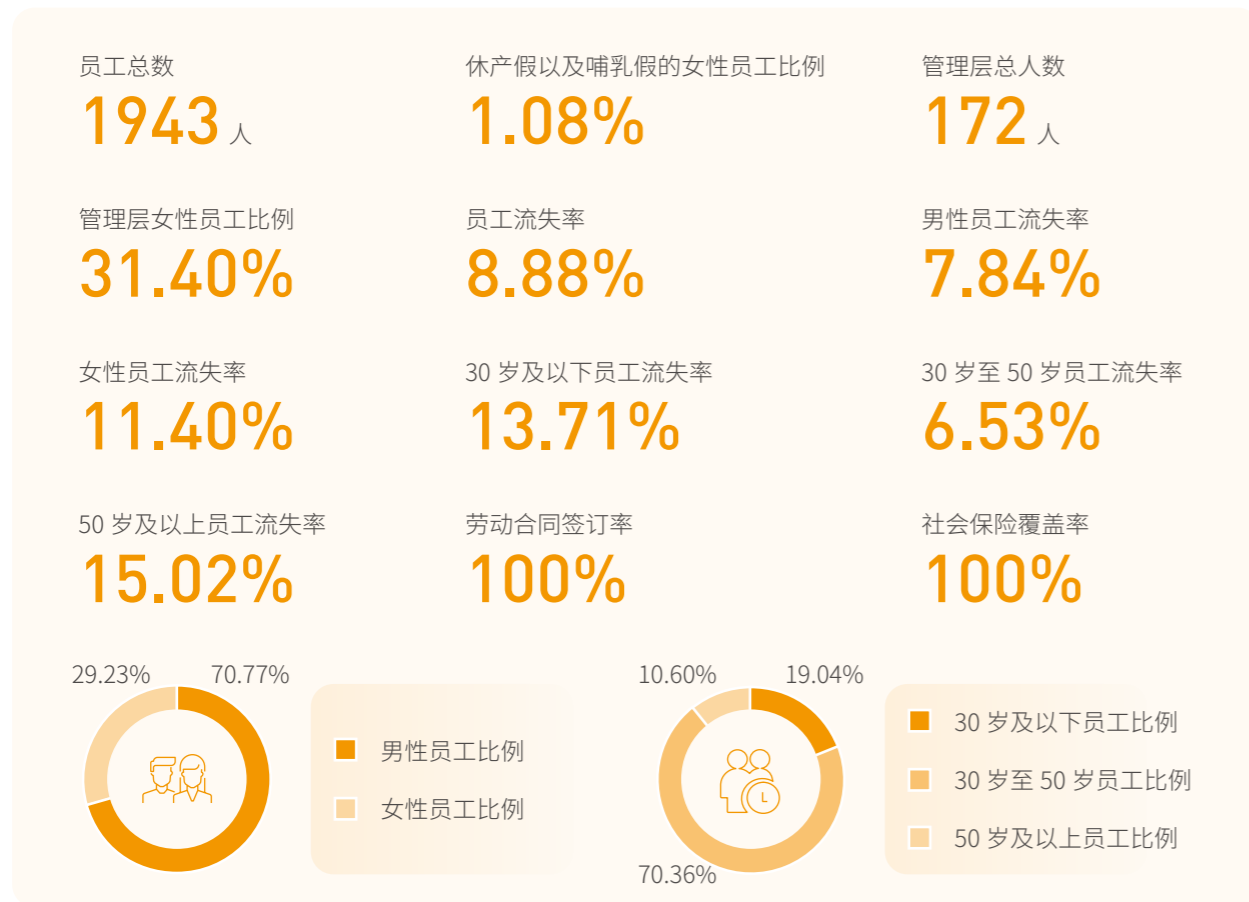 员工总数
1943 人
休产假以及哺乳假的女性员工比例
1.08%
管理层总人数
172 人
管理层女性员工比例
31.40%
员工流失率
8.88%
男性员工流失率
7.84%
女性员工流失率
11.40%
30 岁及以下员工流失率
13.71%
30 岁至 50 岁员工流失率
6.53%
50 岁及以上员工流失率
15.02%
劳动合同签订率
100%
社会保险覆盖率
100%
29.23%
70.77%
男性员工比例
女性员工比例
10.60%
19.04%
70.36%
30 岁及以下员工比例
30 岁至 50 岁员工比例
50 岁及以上员工比例